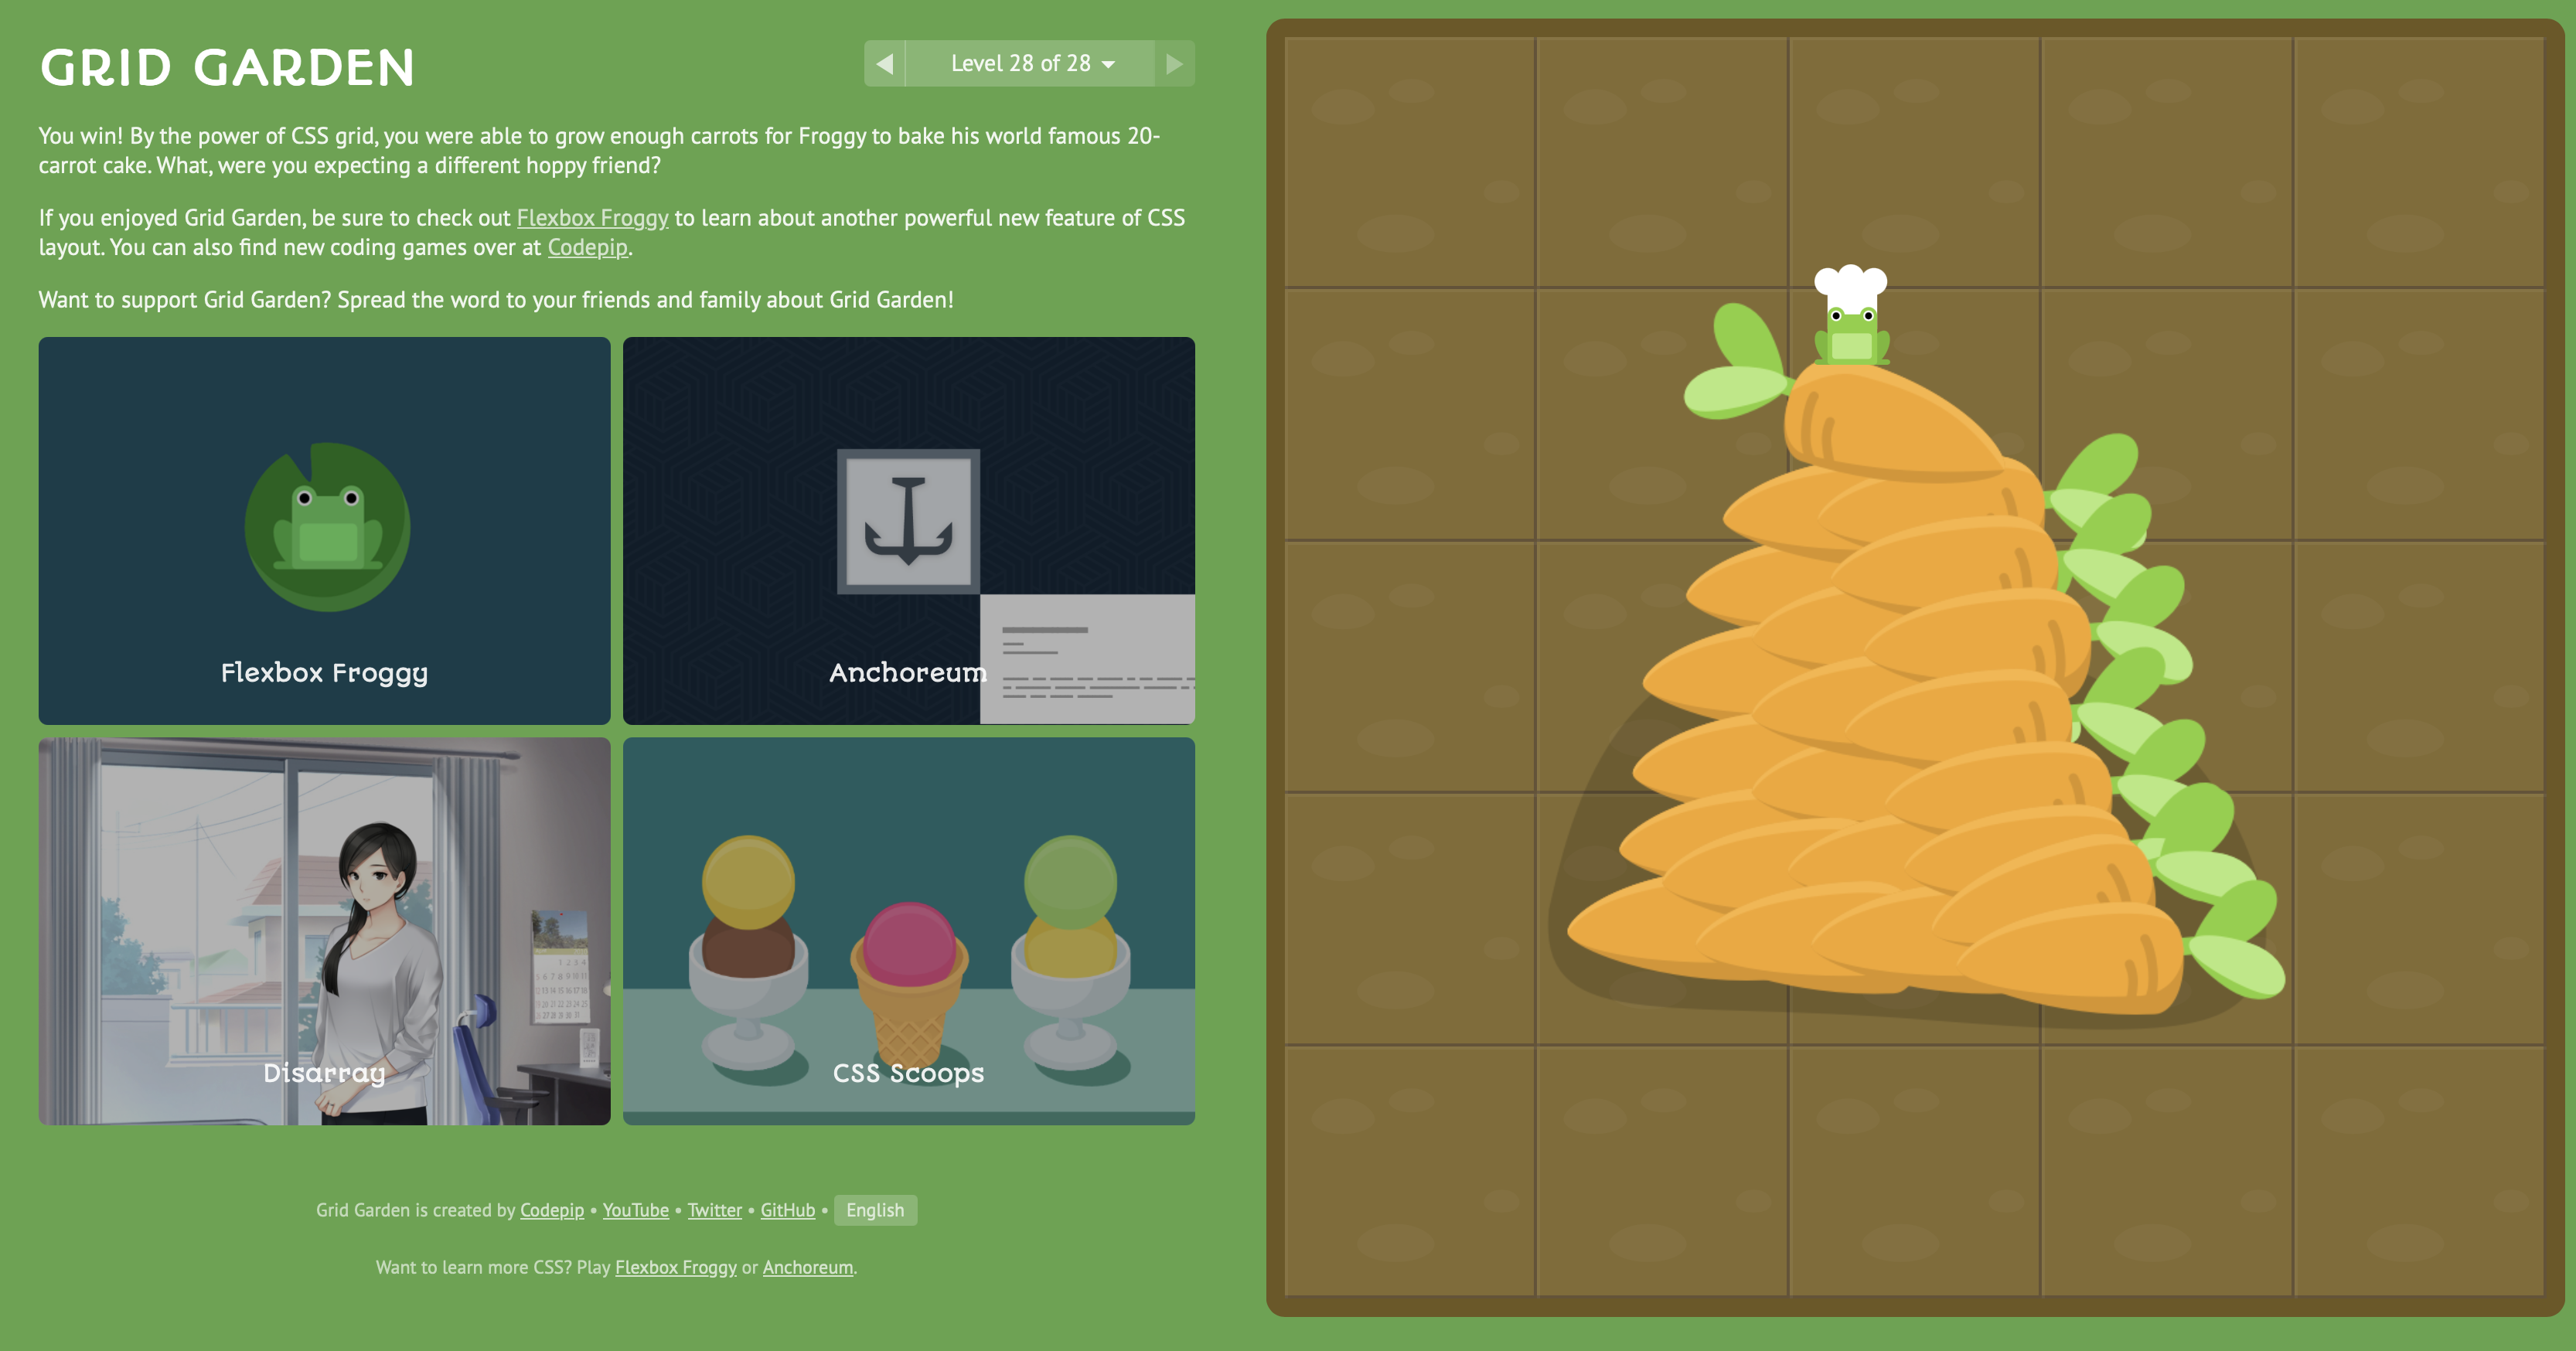 GRID GARDEN
Level 28 of 28
You win! By the power of CSS grid, you were able to grow enough carrots for Froggy to bake his world famous 20-
carrot cake. What, were you expecting a different hoppy friend?
If you enjoyed Grid Garden, be sure to check out Flexbox Froggy to learn about another powerful new feature of CSS
layout. You can also find new coding games over at Codepip.
Want to support Grid Garden? Spread the word to your friends and family about Grid Garden!
Flexbox Froggy
Anchoreum
Disarray
CSS Scoops
Grid Garden is created by Codepip • YouTube • Twitter • GitHub • English
Want to learn more CSS? Play Flexbox Froggy or Anchoreum.